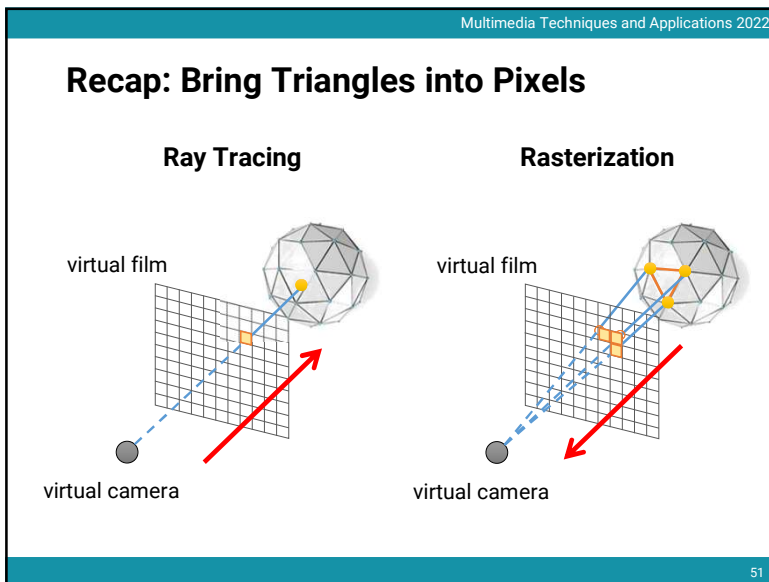 Multimedia Techniques and Applications 2022
Recap: Bring Triangles into Pixels
Ray Tracing
Rasterization
virtual film
virtual film
virtual camera
virtual camera
51